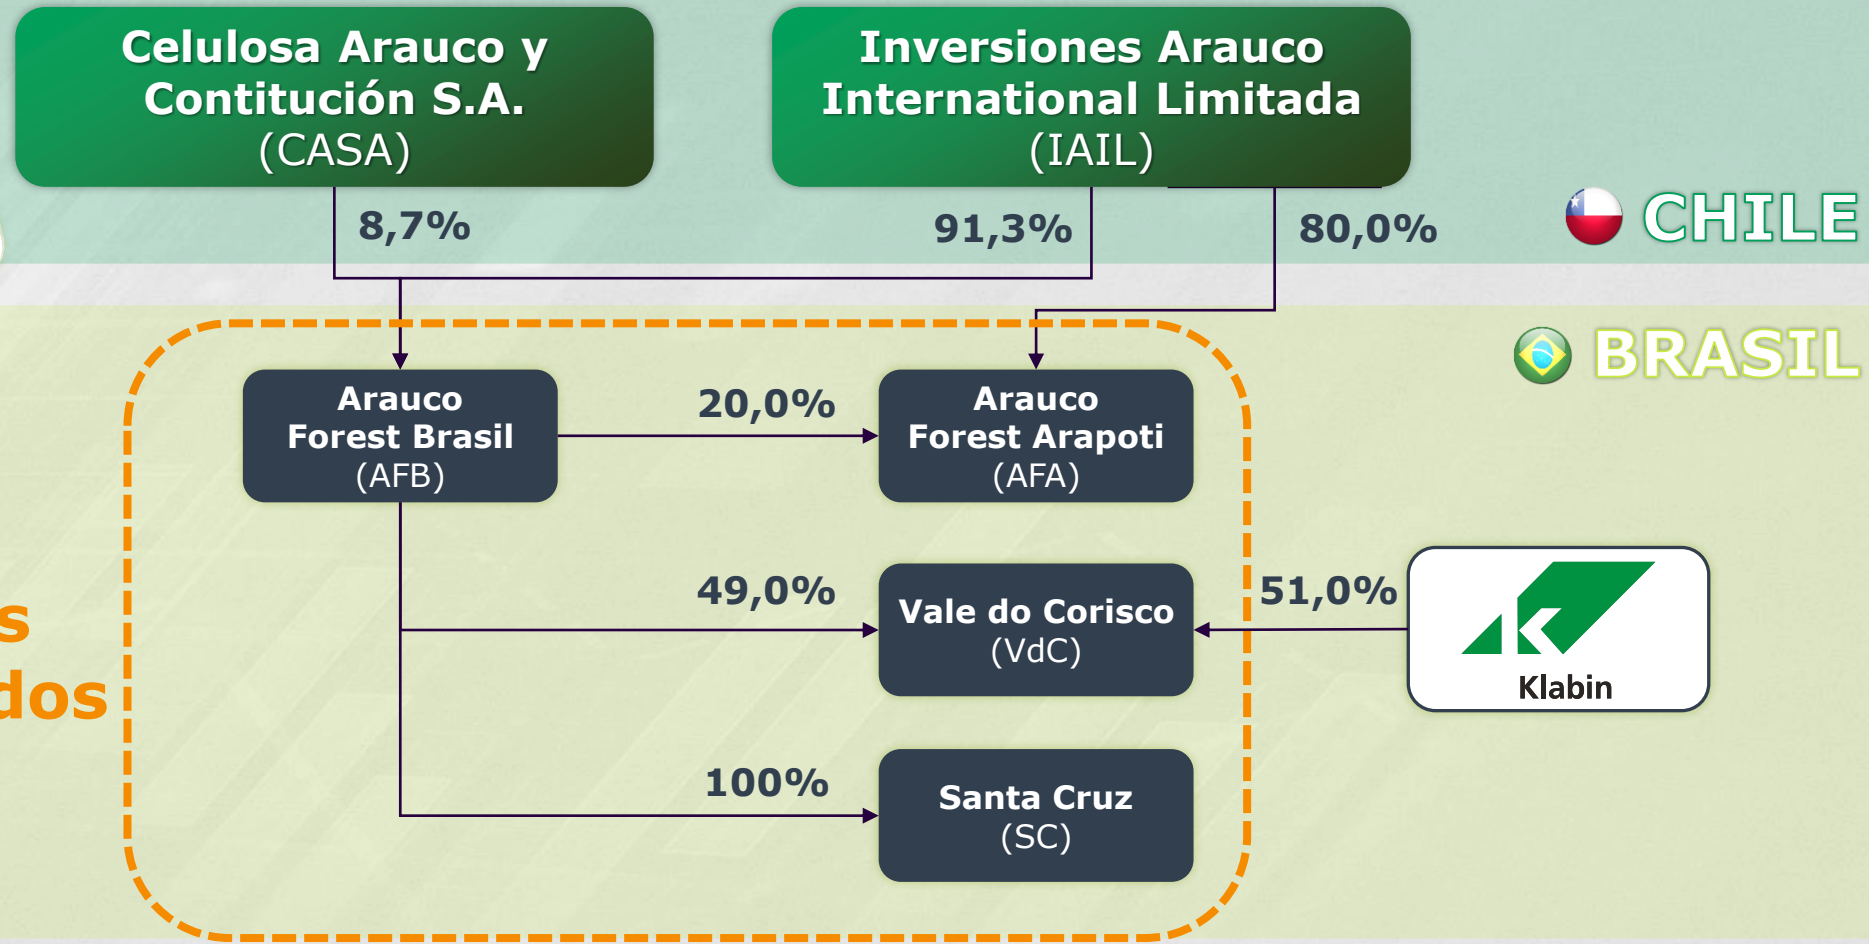 Celulosa Arauco y
Contitución S.A.
(CASA)
Inversiones Arauco
International Limitada
(IAIL)
8,7%
91,3%
80,0%
CHILE
BRASIL
Arauco
Forest Brasil
(AFB)
20,0%
Arauco
Forest Arapoti
(AFA)
49,0%
Vale do Corisco
(VdC)
51,0%
Klabin
100%
Santa Cruz
(SC)